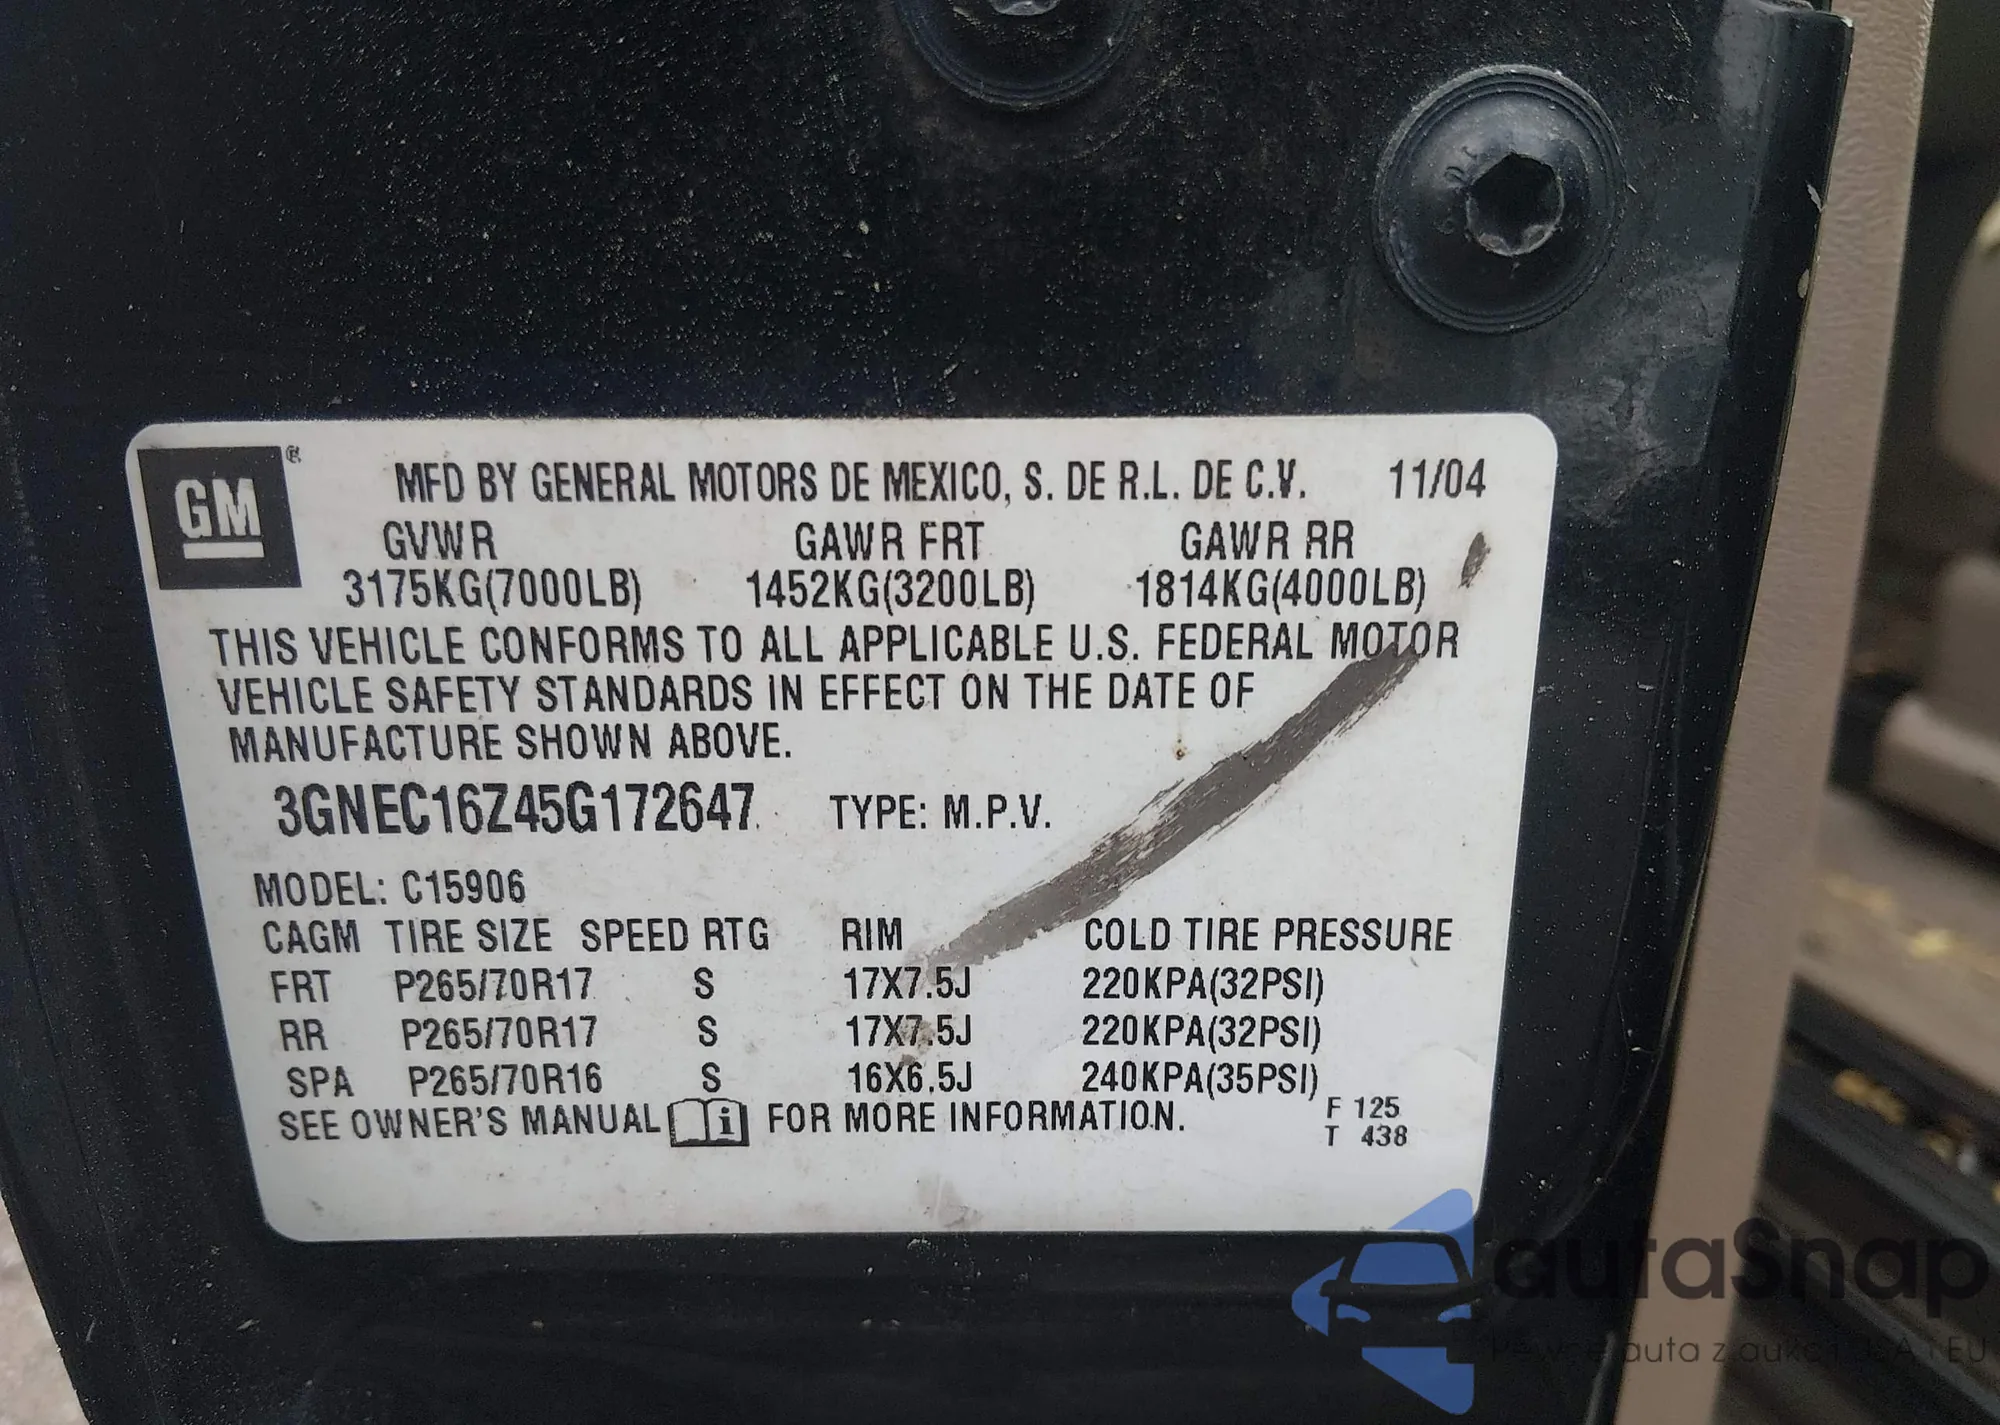 GM ®
MFD BY GENERAL MOTORS DE MEXICO, S. DE R.L. DE C.V. 11/04
GVWR GAWR FRT GAWR RR
3175KG(7000LB) 1452KG(3200LB) 1814KG(4000LB)
THIS VEHICLE CONFORMS TO ALL APPLICABLE U.S. FEDERAL MOTOR
VEHICLE SAFETY STANDARDS IN EFFECT ON THE DATE OF
MANUFACTURE SHOWN ABOVE.
3GNEC16Z45G172647 TYPE: M.P.V.
MODEL: C15906
CAGM TIRE SIZE SPEED RTG RIM COLD TIRE PRESSURE
FRT P265/70R17 S 17X7.5J 220KPA(32PSI)
RR P265/70R17 S 17X7.5J 220KPA(32PSI)
SPA P265/70R16 S 16X6.5J 240KPA(35PSI)
SEE OWNER'S MANUAL i FOR MORE INFORMATION.
F 125
T 438
autaSnap
auta z EU